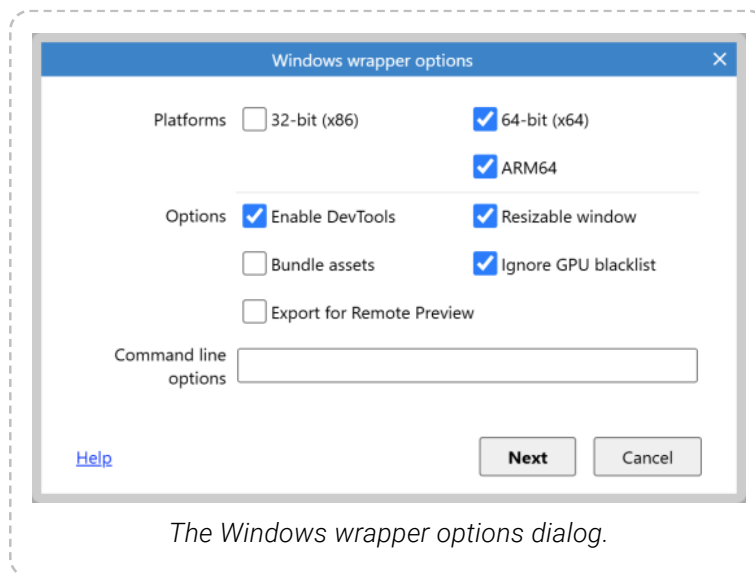 Windows wrapper options
Platforms 32-bit (x86) 64-bit (x64)
ARM64
Options Enable DevTools Resizable window
Bundle assets Ignore GPU blacklist
Export for Remote Preview
Command line
options
Help Next Cancel
The Windows wrapper options dialog.